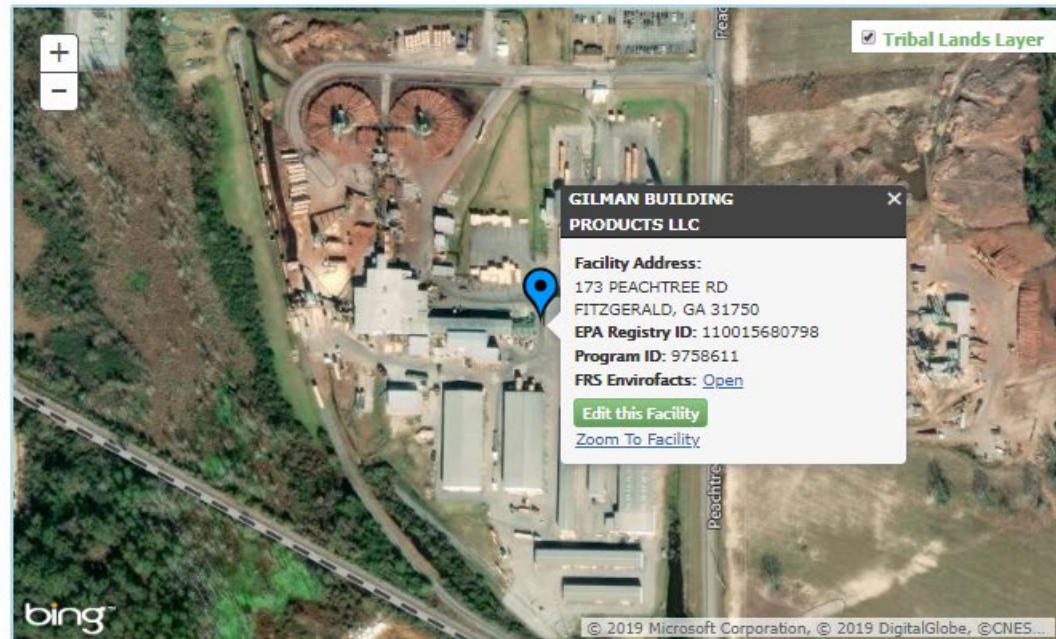 +
−
Peac
Tribal Lands Layer
GILMAN BUILDING
PRODUCTS LLC
×
Facility Address:
173 PEACHTREE RD
FITZGERALD, GA 31750
EPA Registry ID: 110015680798
Program ID: 9758611
FRS Envirofacts: Open
Edit this Facility
Zoom To Facility
Peachtree
bing
© 2019 Microsoft Corporation, © 2019 DigitalGlobe, ©CNES...